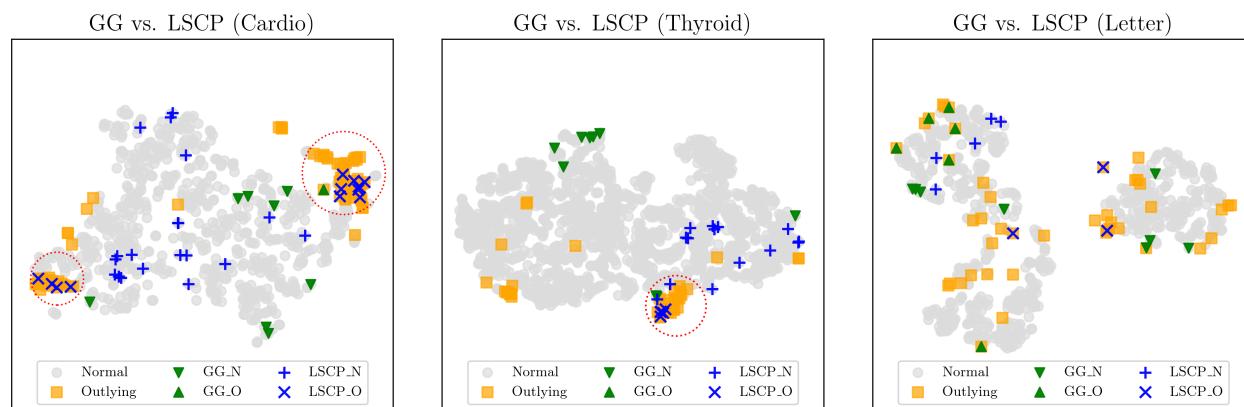 GG vs. LSCP (Cardio)
Normal GG_N LSCP_N
Outlying GG_O LSCP_O
GG vs. LSCP (Thyroid)
Normal GG_N LSCP_N
Outlying GG_O LSCP_O
GG vs. LSCP (Letter)
Normal GG_N LSCP_N
Outlying GG_O LSCP_O